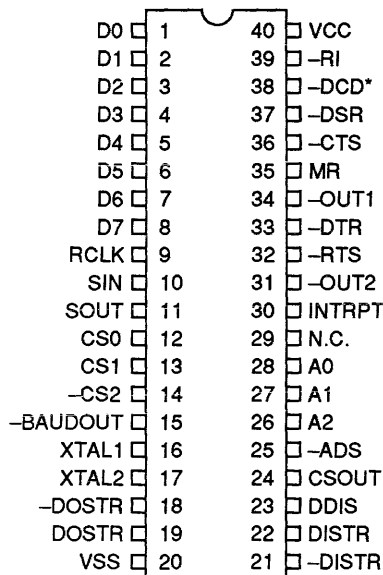 D0 1 40 VCC
D1 2 39 –RI
D2 3 38 –DCD*
D3 4 37 –DSR
D4 5 36 –CTS
D5 6 35 MR
D6 7 34 –OUT1
D7 8 33 –DTR
RCLK 9 32 –RTS
SIN 10 31 –OUT2
SOUT 11 30 INTRPT
CS0 12 29 N.C.
CS1 13 28 A0
–CS2 14 27 A1
–BAUDOUT 15 26 A2
XTAL1 16 25 –ADS
XTAL2 17 24 CSOUT
–DOSTR 18 23 DDIS
DOSTR 19 22 DISTR
VSS 20 21 –DISTR